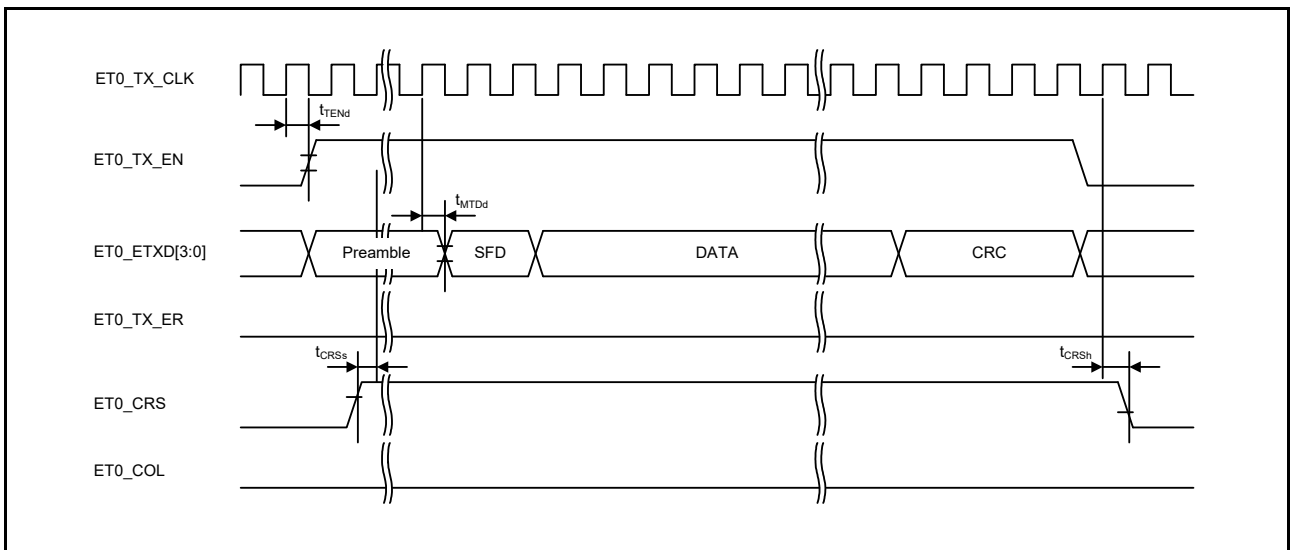 ET0_TX_CLK
tTENd
ET0_TX_EN
tMTDd
ET0_ETXD[3:0] Preamble SFD DATA CRC
ET0_TX_ER
tCRSs tCRSh
ET0_CRS
ET0_COL